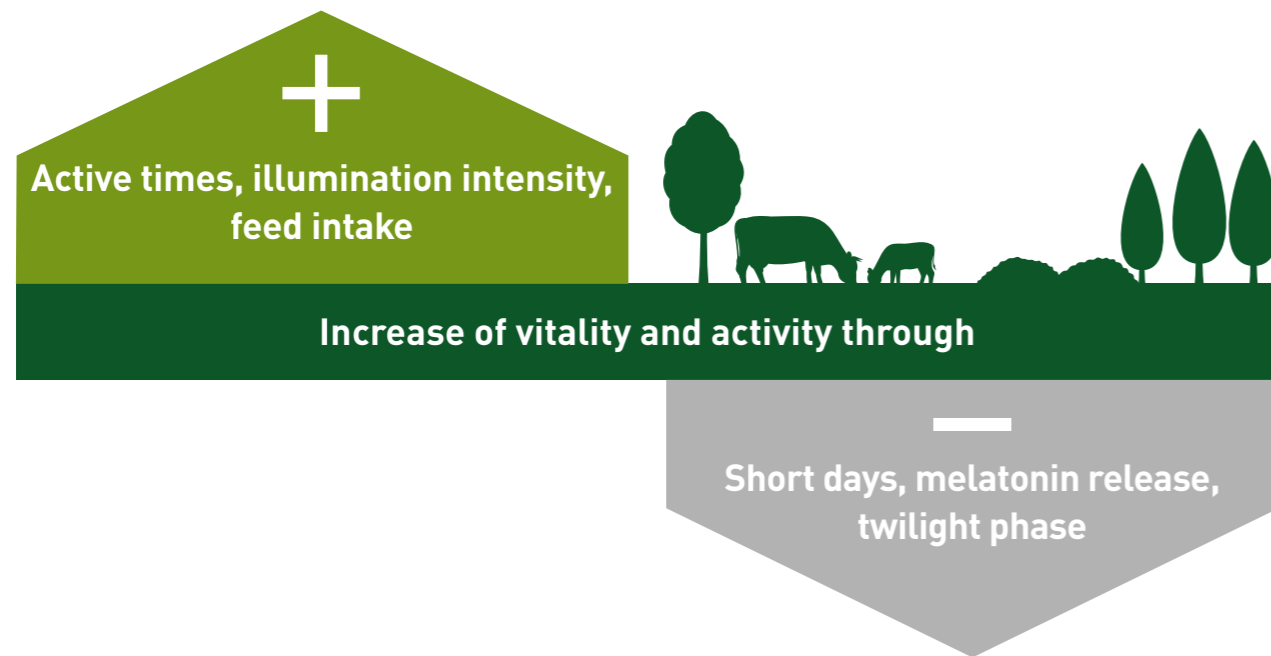 +
Active times, illumination intensity,
feed intake
Increase of vitality and activity through
–
Short days, melatonin release,
twilight phase